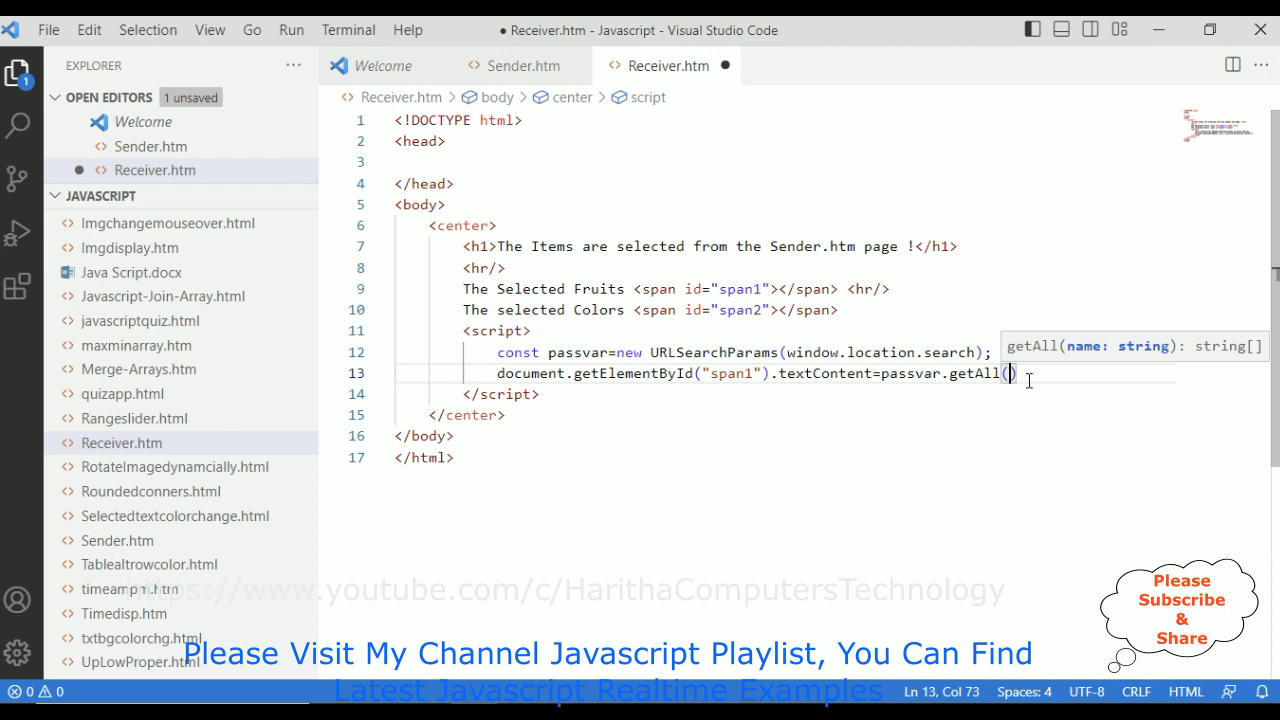 File Edit Selection View Go Run Terminal Help
● Receiver.htm - Javascript - Visual Studio Code
EXPLORER ···
Welcome
Sender.htm
Receiver.htm
OPEN EDITORS 1 unsaved
Welcome
Sender.htm
Receiver.htm
1
JAVASCRIPT
Imgchangemouseover.html
Imgdisplay.htm
Java Script.docx
Javascript-Join-Array.html
javascriptquiz.html
maxminarray.htm
Merge-Arrays.htm
quizapp.html
Rangeslider.htm
Receiver.htm
RotateImagedynamcially.html
Roundedconners.html
Selectedtextcolorchange.html
Sender.htm
Tablealtrowcolor.html
timeampm.htm
Timedisp.htm
txtbgcolorchg.html
UpLowProper.html
Receiver.htm > body > center > script
1 <!DOCTYPE html>
2 <head>
3
4 </head>
5 <body>
6 <center>
7 <h1>The Items are selected from the Sender.htm page !</h1>
8 <hr/>
9 The Selected Fruits <span id="span1"></span> <hr/>
10 The selected Colors <span id="span2"></span>
11 <script>
12 const passvar=new URLSearchParams(window.location.search);
13 document.getElementById("span1").textContent=passvar.getAll()
14 </script>
15 </center>
16 </body>
17 </html>
getAll(name: string): string[]
https://www.youtube.com/c/HarithaComputersTechnology
Please
Subscribe
&
Share
Please Visit My Channel Javascript Playlist, You Can Find
Latest Javascript Realtime Examples
0 0
Ln 13, Col 73 Spaces: 4 UTF-8 CRLF HTML